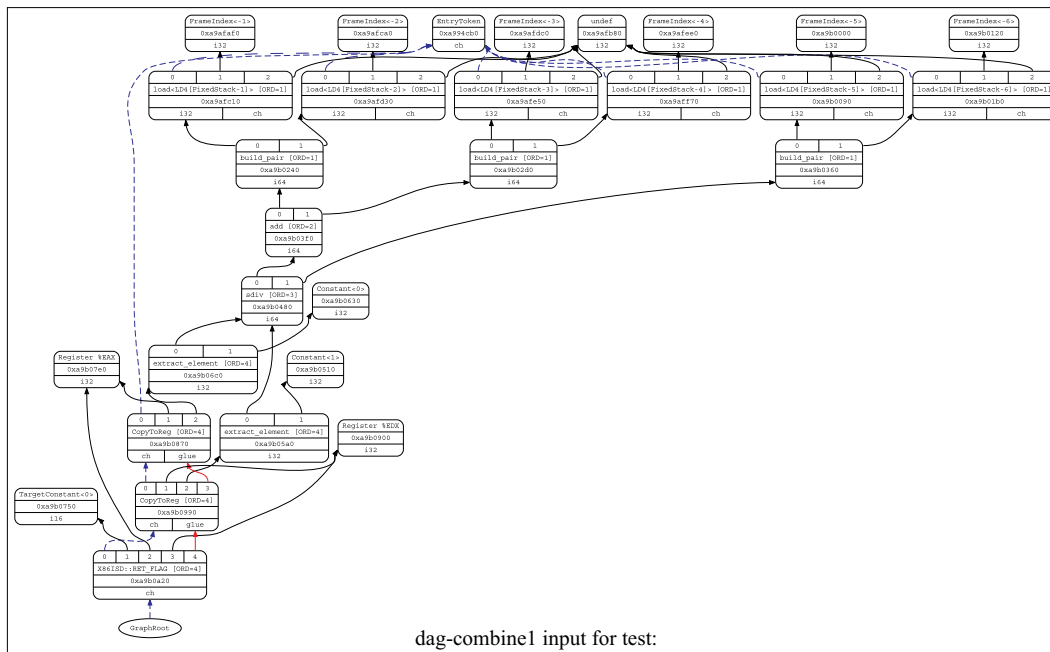 FrameIndex<-1>
0xa9afaf0
i32
FrameIndex<-2>
0xa9afca0
i32
EntryToken
0xa994cb0
ch
FrameIndex<-3>
0xa9afdc0
i32
undef
0xa9afb80
i32
FrameIndex<-4>
0xa9afee0
i32
FrameIndex<-5>
0xa9b0000
i32
FrameIndex<-6>
0xa9b0120
i32
0 1 2
load<LD4[FixedStack-1]> [ORD=1]
0xa9afc10
i32 ch
0 1 2
load<LD4[FixedStack-2]> [ORD=1]
0xa9afd30
i32 ch
0 1 2
load<LD4[FixedStack-3]> [ORD=1]
0xa9afe50
i32 ch
0 1 2
load<LD4[FixedStack-4]> [ORD=1]
0xa9aff70
i32 ch
0 1 2
load<LD4[FixedStack-5]> [ORD=1]
0xa9b0090
i32 ch
0 1 2
load<LD4[FixedStack-6]> [ORD=1]
0xa9b01b0
i32 ch
0 1
build_pair [ORD=1]
0xa9b0240
i64
0 1
build_pair [ORD=1]
0xa9b02d0
i64
0 1
build_pair [ORD=1]
0xa9b0360
i64
0 1
add [ORD=2]
0xa9b03f0
i64
0 1
sdiv [ORD=3]
0xa9b0480
i64
Constant<0>
0xa9b0630
i32
Register %EAX
0xa9b07e0
i32
0 1
extract_element [ORD=4]
0xa9b06c0
i32
Constant<1>
0xa9b0510
i32
0 1 2
CopyToReg [ORD=4]
0xa9b0870
ch glue
0 1
extract_element [ORD=4]
0xa9b05a0
i32
Register %EDX
0xa9b0900
i32
TargetConstant<0>
0xa9b0750
i16
0 1 2 3
CopyToReg [ORD=4]
0xa9b0990
ch glue
0 1 2 3 4
X86ISD::RET_FLAG [ORD=4]
0xa9b0a20
ch
GraphRoot
dag-combine1 input for test: